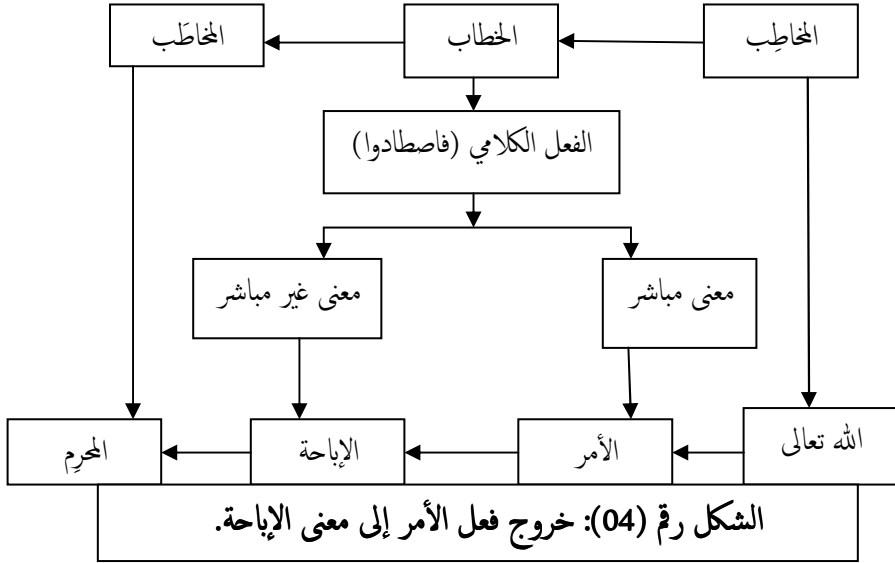 المخاطِب
الخطاب
المخاطَب
الفعل الكلامي (فاصطادوا)
معنى مباشر
معنى غير مباشر
الله تعالى
الأمر
الإباحة
المحرِم
الشكل رقم (04): خروج فعل الأمر إلى معنى الإباحة.